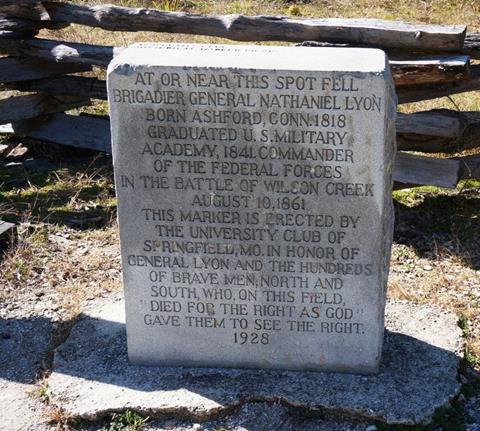 AT OR NEAR THIS SPOT FELL
BRIGADIER GENERAL NATHANIEL LYON
BORN ASHFORD, CONN. 1818
GRADUATED U. S. MILITARY
ACADEMY, 1841. COMMANDER
OF THE FEDERAL FORCES
IN THE BATTLE OF WILSON CREEK
AUGUST 10, 1861
THIS MARKER IS ERECTED BY
THE UNIVERSITY CLUB OF
SPRINGFIELD, MO. IN HONOR OF
GENERAL LYON AND THE HUNDREDS
OF BRAVE MEN, NORTH AND
SOUTH, WHO, ON THIS FIELD,
"DIED FOR THE RIGHT AS GOD
GAVE THEM TO SEE THE RIGHT.
1928